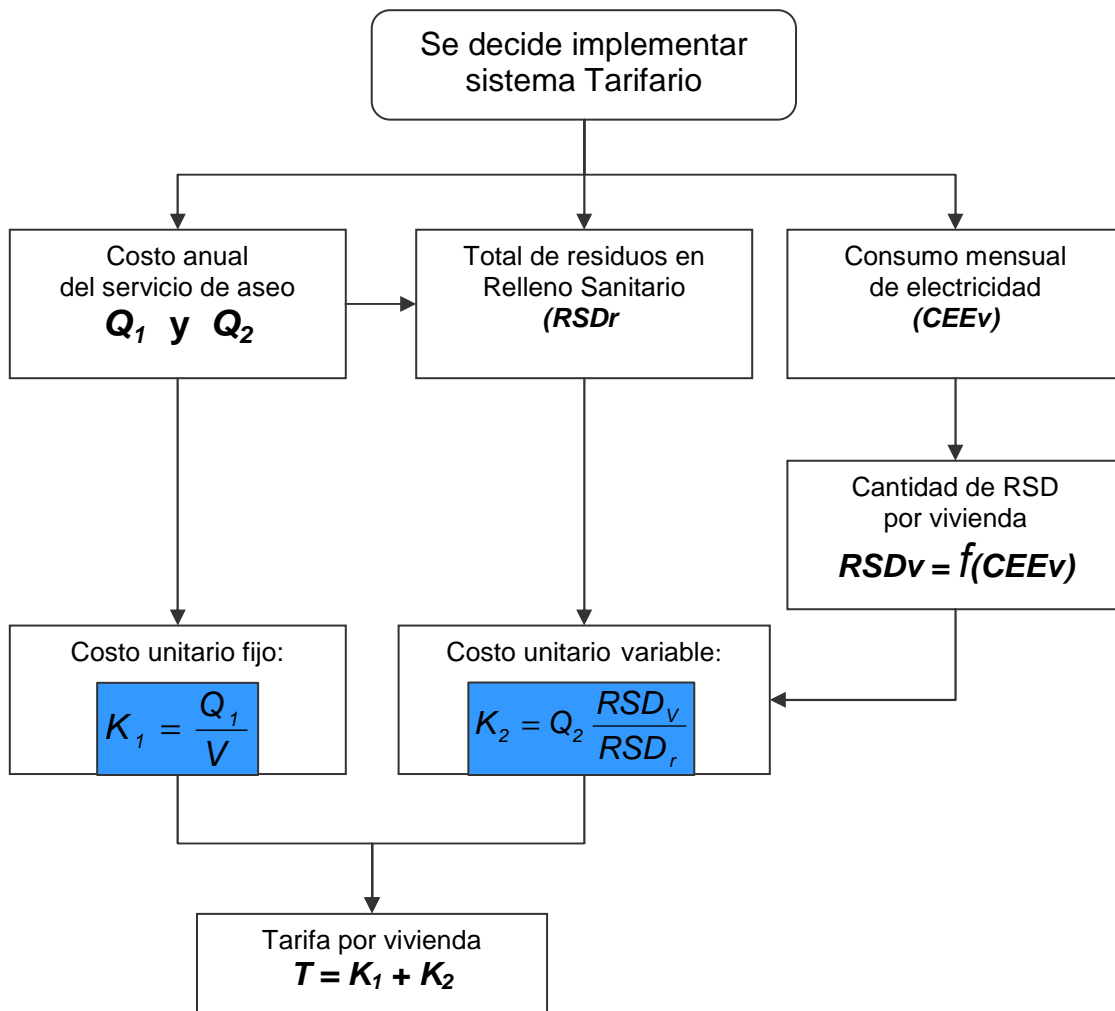 Se decide implementar
sistema Tarifario
Costo anual
del servicio de aseo
Q₁ y Q₂
Total de residuos en
Relleno Sanitario
(RSDr
Consumo mensual
de electricidad
(CEEv)
Cantidad de RSD
por vivienda
RSDv = f(CEEv)
Costo unitario fijo:
K₁ = Q₁ / V
Costo unitario variable:
K₂ = Q₂ RSD_V / RSD_r
Tarifa por vivienda
T = K₁ + K₂